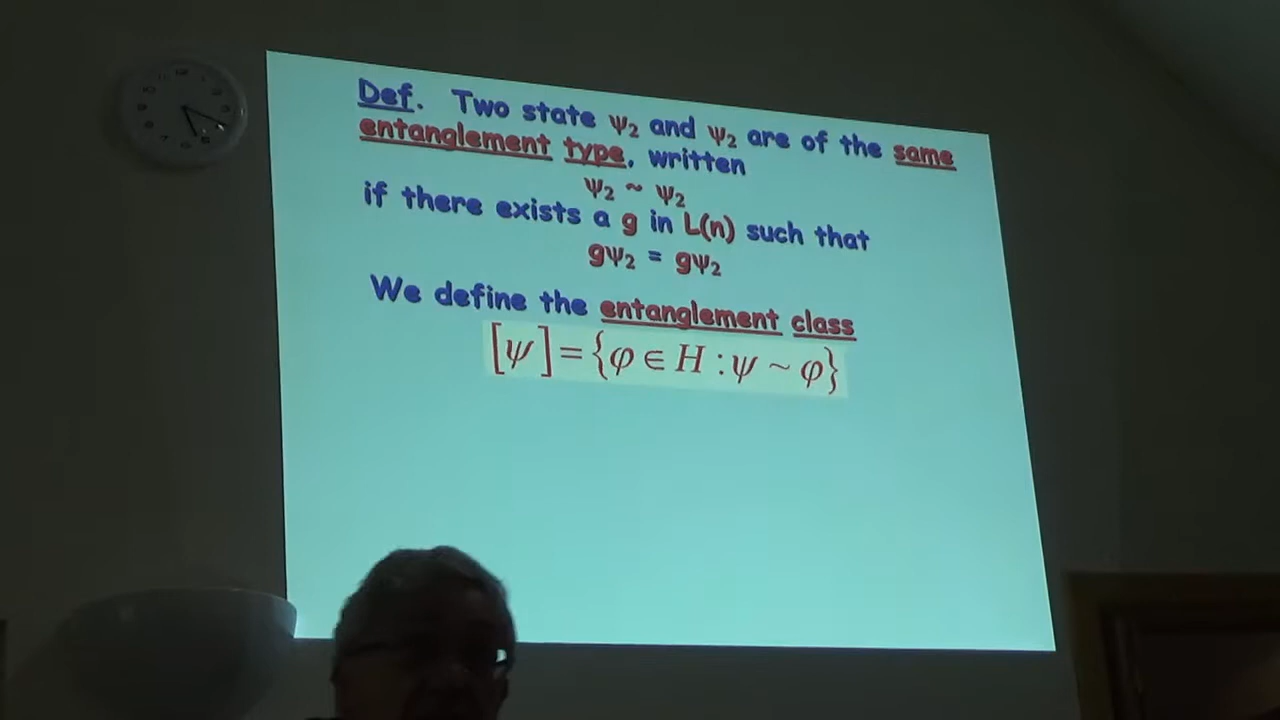 Def. Two state ψ₂ and ψ₂ are of the same
entanglement type, written
ψ₂ ~ ψ₂
if there exists a g in L(n) such that
gψ₂ = gψ₂
We define the entanglement class
[ψ] = {φ ∈ H : ψ ~ φ}